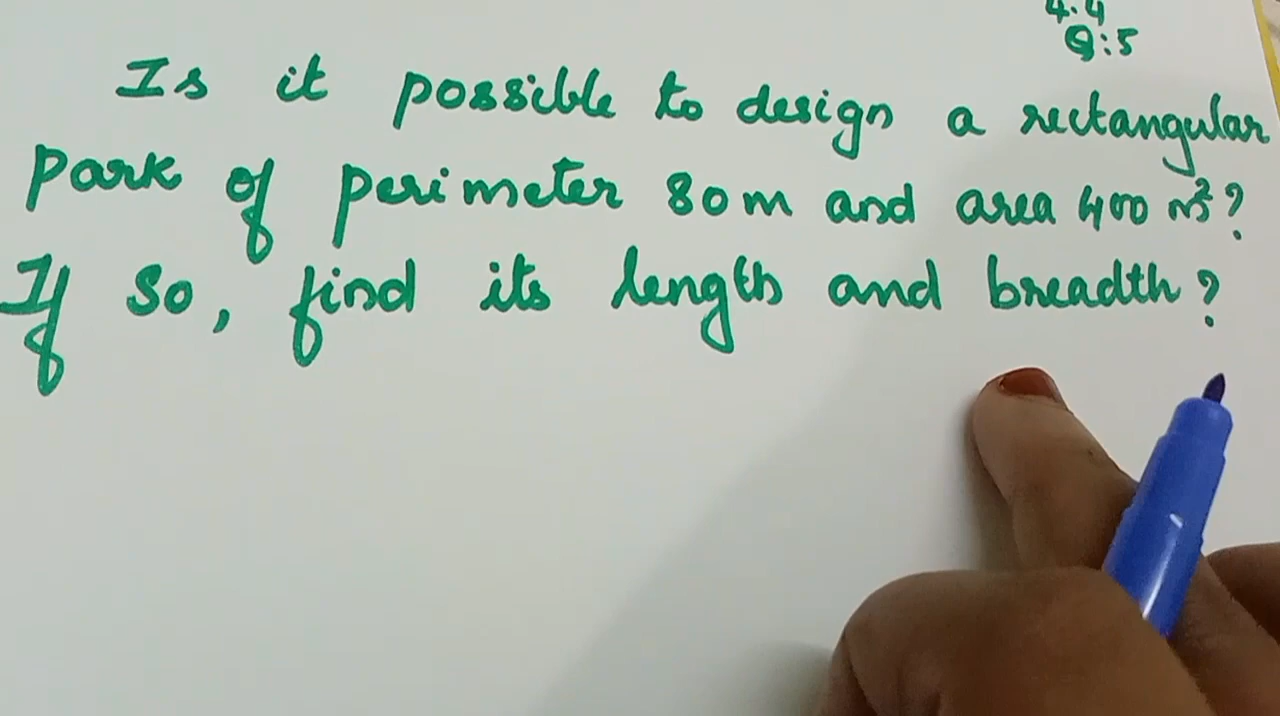 4.4
Q:5
Is it possible to design a rectangular
park of perimeter 80m and area 400 m²?
If so, find its length and breadth?